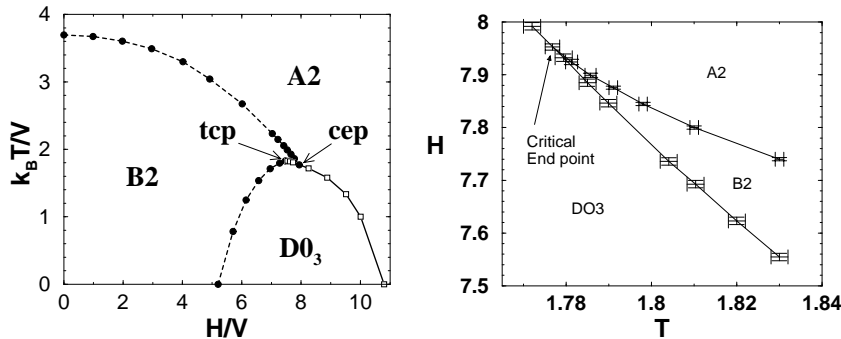 4
3
2
1
0
k_BT/V
A2
tcp
cep
B2
D0₃
0
2
4
6
8
10
H/V
8
7.9
7.8
7.7
7.6
7.5
H
A2
Critical
End point
B2
DO3
1.78
1.8
1.82
1.84
T